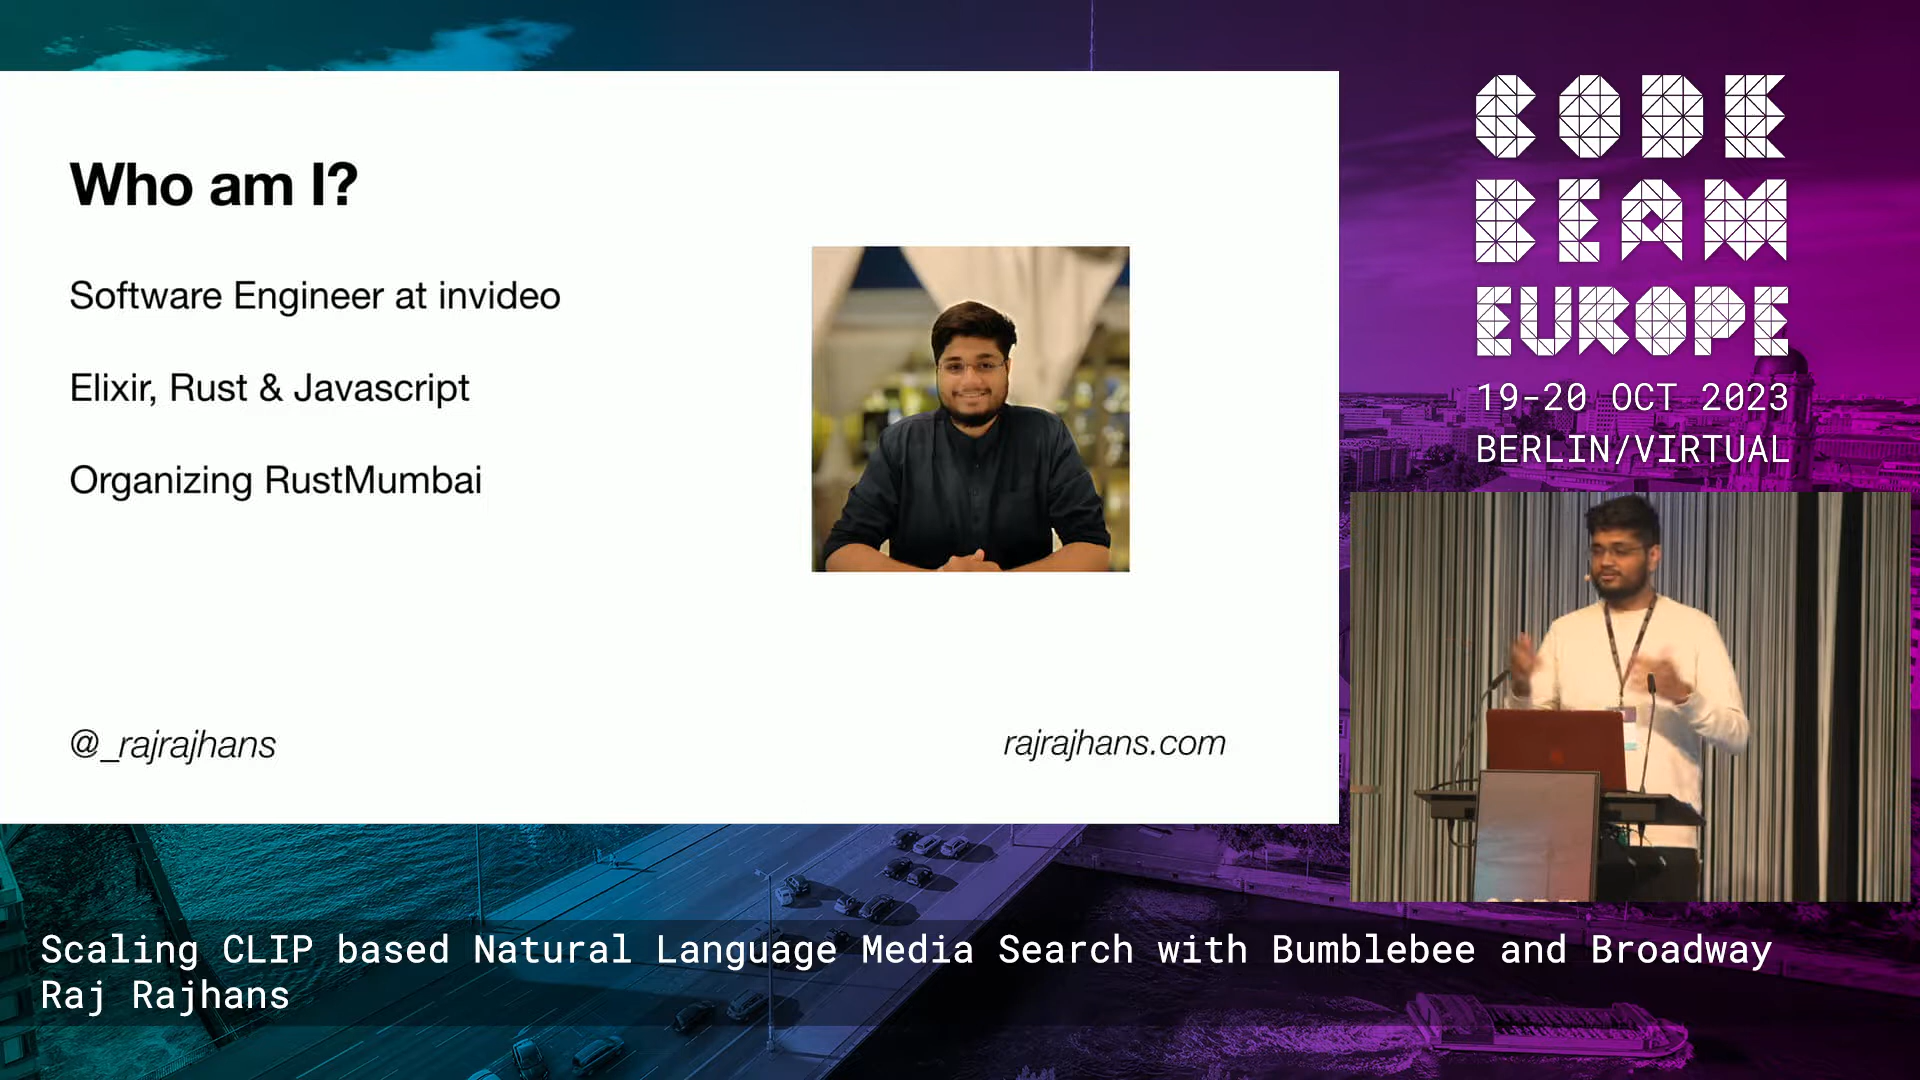 Who am I?
Software Engineer at invideo
Elixir, Rust & Javascript
Organizing RustMumbai
@_rajrajhans
rajrajhans.com
CODE
BEAM
EUROPE
19-20 OCT 2023
BERLIN/VIRTUAL
Scaling CLIP based Natural Language Media Search with Bumblebee and Broadway
Raj Rajhans